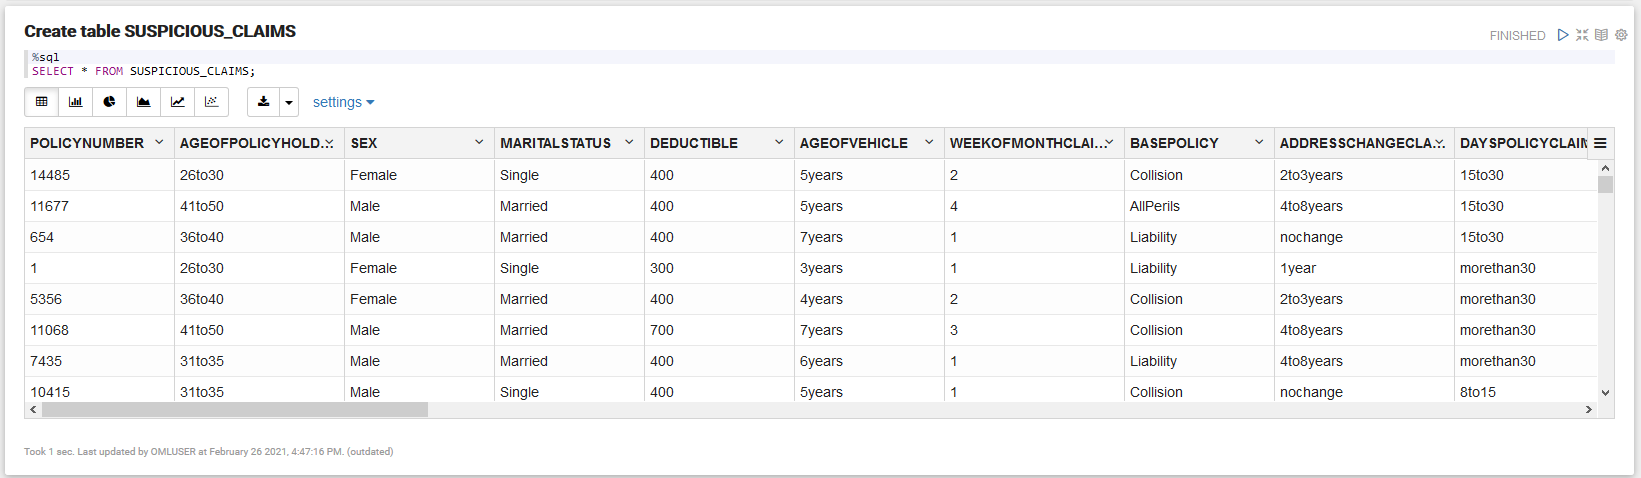 Create table SUSPICIOUS_CLAIMS
FINISHED
%sql
SELECT * FROM SUSPICIOUS_CLAIMS;
settings
POLICYNUMBER AGEOFPOLICYHOLD... SEX MARITALSTATUS DEDUCTIBLE AGEOFVEHICLE WEEKOFMONTHCLAI... BASEPOLICY ADDRESSCHANGECLA... DAYSPOLICYCLAIM
14485 26to30 Female Single 400 5years 2 Collision 2to3years 15to30
11677 41to50 Male Married 400 5years 4 AllPerils 4to8years 15to30
654 36to40 Male Married 400 7years 1 Liability nochange 15to30
1 26to30 Female Single 300 3years 1 Liability 1year morethan30
5356 36to40 Female Married 400 4years 2 Collision 2to3years morethan30
11068 41to50 Male Married 700 7years 3 Collision 4to8years morethan30
7435 31to35 Male Married 400 6years 1 Liability 4to8years morethan30
10415 31to35 Male Single 400 5years 1 Collision nochange 8to15
Took 1 sec. Last updated by OMLUSER at February 26 2021, 4:47:16 PM. (outdated)